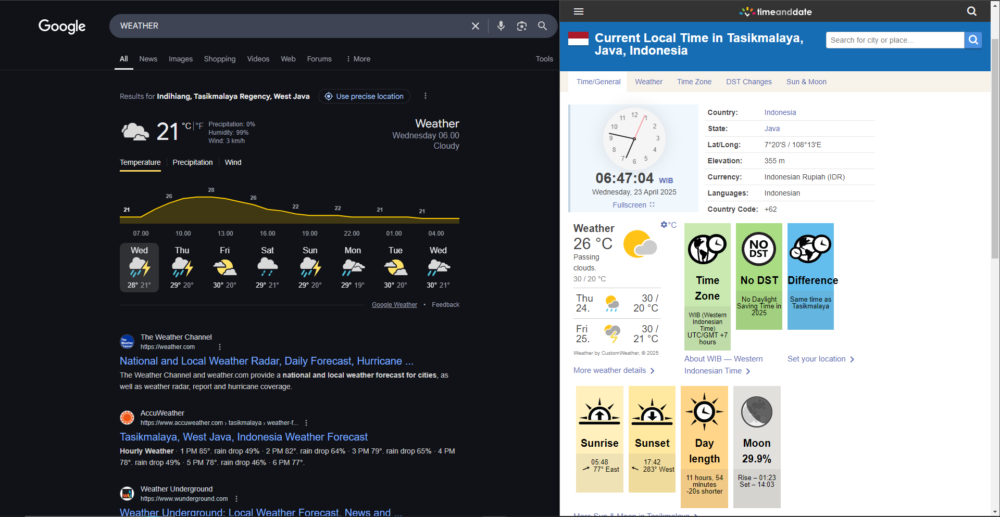 Google
WEATHER
All News Images Shopping Videos Web Forums More Tools
Results for Indihiang, Tasikmalaya Regency, West Java Use precise location
21 °C | °F
Precipitation: 0%
Humidity: 99%
Wind: 3 km/h
Weather
Wednesday 06.00
Cloudy
Temperature Precipitation Wind
21 26 28 26 22 22 21 21
07.00 10.00 13.00 16.00 19.00 22.00 01.00 04.00
Wed Thu Fri Sat Sun Mon Tue Wed
28° 21° 29° 20° 30° 20° 29° 21° 29° 20° 29° 19° 30° 20° 30° 21°
Google Weather • Feedback
The Weather Channel
The Weather Channel
https://weather.com
National and Local Weather Radar, Daily Forecast, Hurricane ...
The Weather Channel and weather.com provide a national and local weather forecast for cities, as
well as weather radar, report and hurricane coverage.
AccuWeather
https://www.accuweather.com › tasikmalaya › weather-f...
Tasikmalaya, West Java, Indonesia Weather Forecast
Hourly Weather · 1 PM 85°. rain drop 49% · 2 PM 82°. rain drop 64% · 3 PM 79°. rain drop 65% · 4 PM
78°. rain drop 49% · 5 PM 78°. rain drop 46% · 6 PM 77°.
Weather Underground
https://www.wunderground.com
Weather Underground: Local Weather Forecast, News and ...
timeanddate
Current Local Time in Tasikmalaya,
Java, Indonesia
Search for city or place...
Time/General Weather Time Zone DST Changes Sun & Moon
12 1 2 3 4 5 6 7 8 9 10 11
06:47:04 WIB
Wednesday, 23 April 2025
Fullscreen
Country: Indonesia
State: Java
Lat/Long: 7°20'S / 108°13'E
Elevation: 355 m
Currency: Indonesian Rupiah (IDR)
Languages: Indonesian
Country Code: +62
°C
Weather
26 °C
Passing
clouds.
30 / 20 °C
Thu
24.
30 /
20 °C
Fri
25.
30 /
21 °C
Weather by CustomWeather, © 2025
More weather details
Time
Zone
WIB (Western
Indonesian
Time)
UTC/GMT +7
hours
NO
DST
No DST
No Daylight
Saving Time in
2025
Difference
Same time as
Tasikmalaya
About WIB — Western
Indonesian Time
Set your location
Sunrise
05:48
77° East
Sunset
17:42
283° West
Day
length
11 hours, 54
minutes
-20s shorter
Moon
29.9%
Rise – 01:23
Set – 14:03
More Sun & Moon in Tasikmalaya